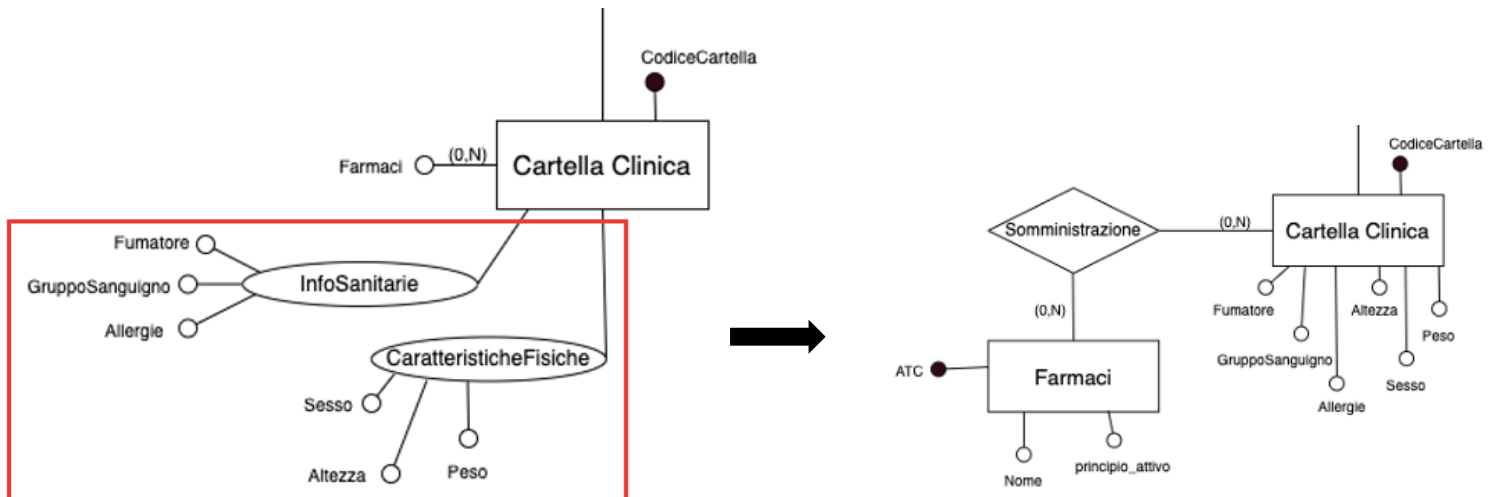 CodiceCartella
Farmaci
(0,N)
Cartella Clinica
Fumatore
GruppoSanguigno
InfoSanitarie
Allergie
CaratteristicheFisiche
Sesso
Altezza
Peso
CodiceCartella
Somministrazione
(0,N)
Cartella Clinica
Fumatore
GruppoSanguigno
Allergie
Altezza
Sesso
Peso
(0,N)
ATC
Farmaci
Nome
principio_attivo